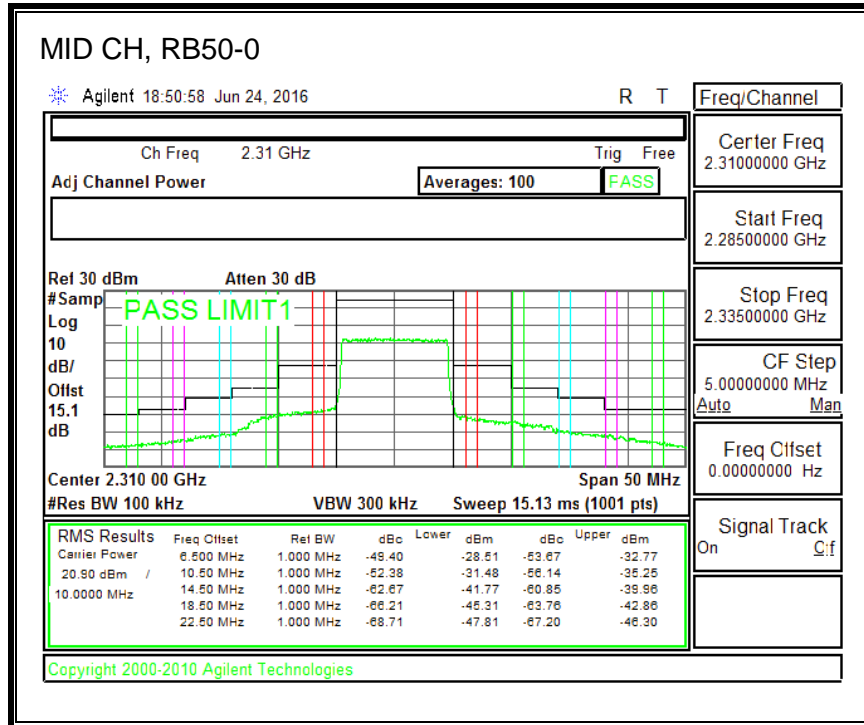 MID CH, RB50-0
Agilent 18:50:58 Jun 24, 2016 R T
Ch Freq 2.31 GHz Trig Free
Adj Channel Power Averages: 100 PASS
Ref 30 dBm Atten 30 dB
#Samp
Log
10
dB/
Offst
15.1
dB
PASS LIMIT1
Center 2.310 00 GHz Span 50 MHz
#Res BW 100 kHz VBW 300 kHz Sweep 15.13 ms (1001 pts)
RMS Results Freq Offset Ref BW dBc Lower dBm dBc Upper dBm
Carrier Power 6.500 MHz 1.000 MHz -49.40 -28.51 -53.67 -32.77
20.90 dBm / 10.50 MHz 1.000 MHz -52.38 -31.48 -56.14 -35.25
10.0000 MHz 14.50 MHz 1.000 MHz -62.67 -41.77 -60.85 -39.96
18.50 MHz 1.000 MHz -66.21 -45.31 -63.76 -42.86
22.50 MHz 1.000 MHz -68.71 -47.81 -67.20 -46.30
Copyright 2000-2010 Agilent Technologies
Freq/Channel
Center Freq
2.31000000 GHz
Start Freq
2.28500000 GHz
Stop Freq
2.33500000 GHz
CF Step
5.00000000 MHz
Auto Man
Freq Offset
0.00000000 Hz
Signal Track
On Off